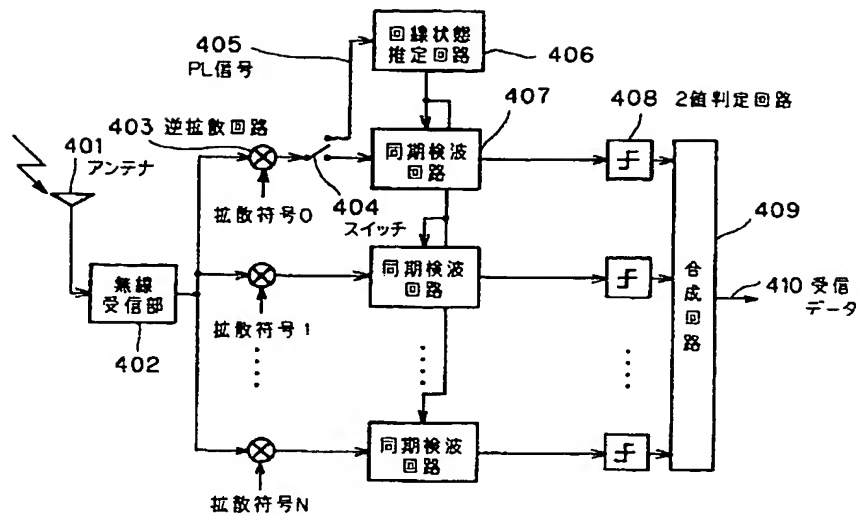 405
PL信号
回線状態
推定回路
406
407
403 逆拡散回路
408 2値判定回路
401
アンテナ
同期検波
回路
拡散符号0
404
スイッチ
409
無線
受信部
402
同期検波
回路
拡散符号1
合成回路
410 受信
データ
同期検波
回路
拡散符号N